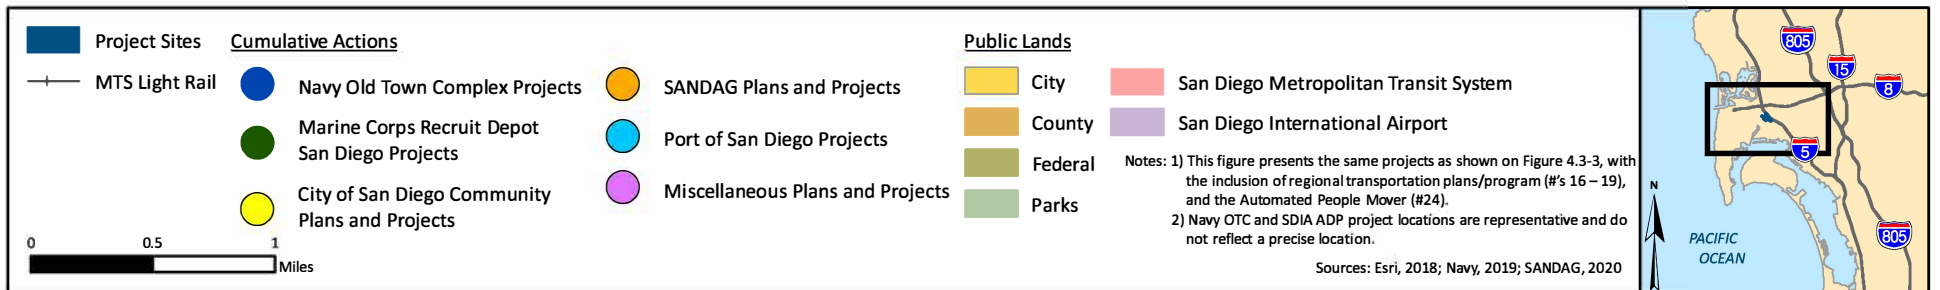 Project Sites
MTS Light Rail
Cumulative Actions
Navy Old Town Complex Projects
Marine Corps Recruit Depot
San Diego Projects
City of San Diego Community
Plans and Projects
SANDAG Plans and Projects
Port of San Diego Projects
Miscellaneous Plans and Projects
0 0.5 1
Miles
Public Lands
City
County
Federal
Parks
San Diego Metropolitan Transit System
San Diego International Airport
Notes: 1) This figure presents the same projects as shown on Figure 4.3-3, with
the inclusion of regional transportation plans/program (#'s 16 – 19),
and the Automated People Mover (#24).
2) Navy OTC and SDIA ADP project locations are representative and do
not reflect a precise location.
Sources: Esri, 2018; Navy, 2019; SANDAG, 2020
805
15
8
5
N
PACIFIC
OCEAN
805